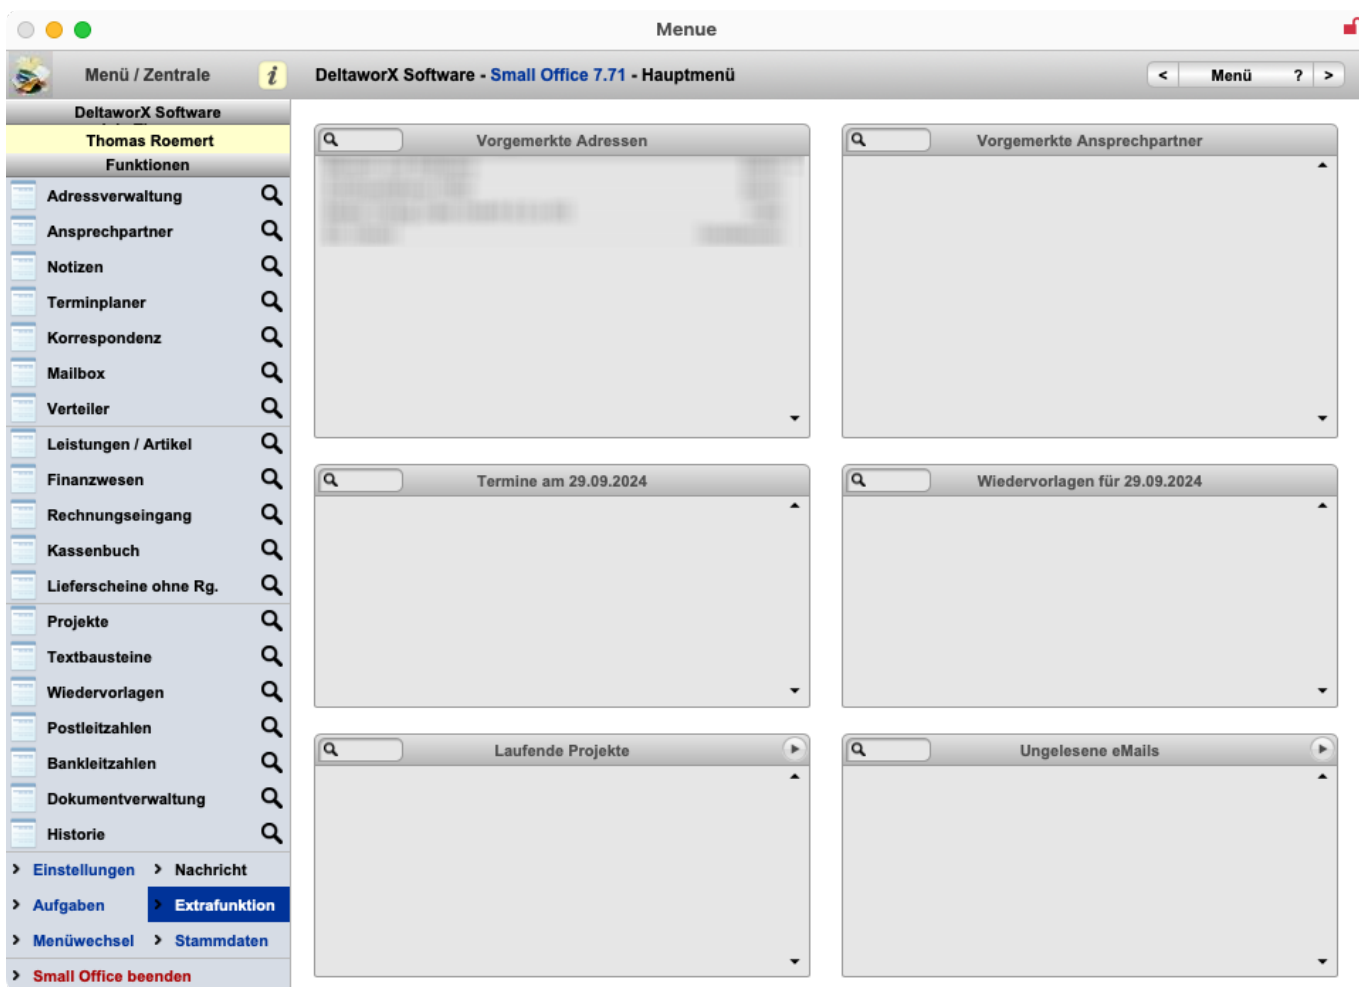 Menue
Menü / Zentrale
i
DeltaworX Software - Small Office 7.71 - Hauptmenü
< Menü ? >
DeltaworX Software
Thomas Roemert
Funktionen
Adressverwaltung
Ansprechpartner
Notizen
Terminplaner
Korrespondenz
Mailbox
Verteiler
Leistungen / Artikel
Finanzwesen
Rechnungseingang
Kassenbuch
Lieferscheine ohne Rg.
Projekte
Textbausteine
Wiedervorlagen
Postleitzahlen
Bankleitzahlen
Dokumentverwaltung
Historie
> Einstellungen > Nachricht
> Aufgaben > Extrafunktion
> Menüwechsel > Stammdaten
> Small Office beenden
Vorgemerkte Adressen
Vorgemerkte Ansprechpartner
Termine am 29.09.2024
Wiedervorlagen für 29.09.2024
Laufende Projekte
Ungelesene eMails